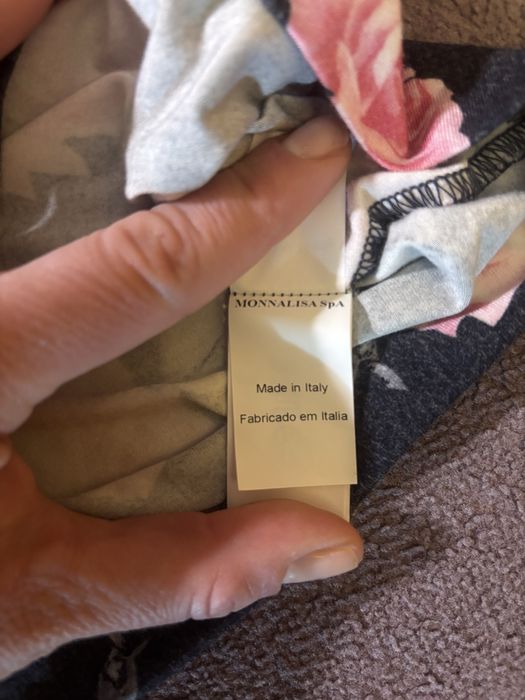 MONNALISA SpA
Made in Italy
Fabricado em Italia